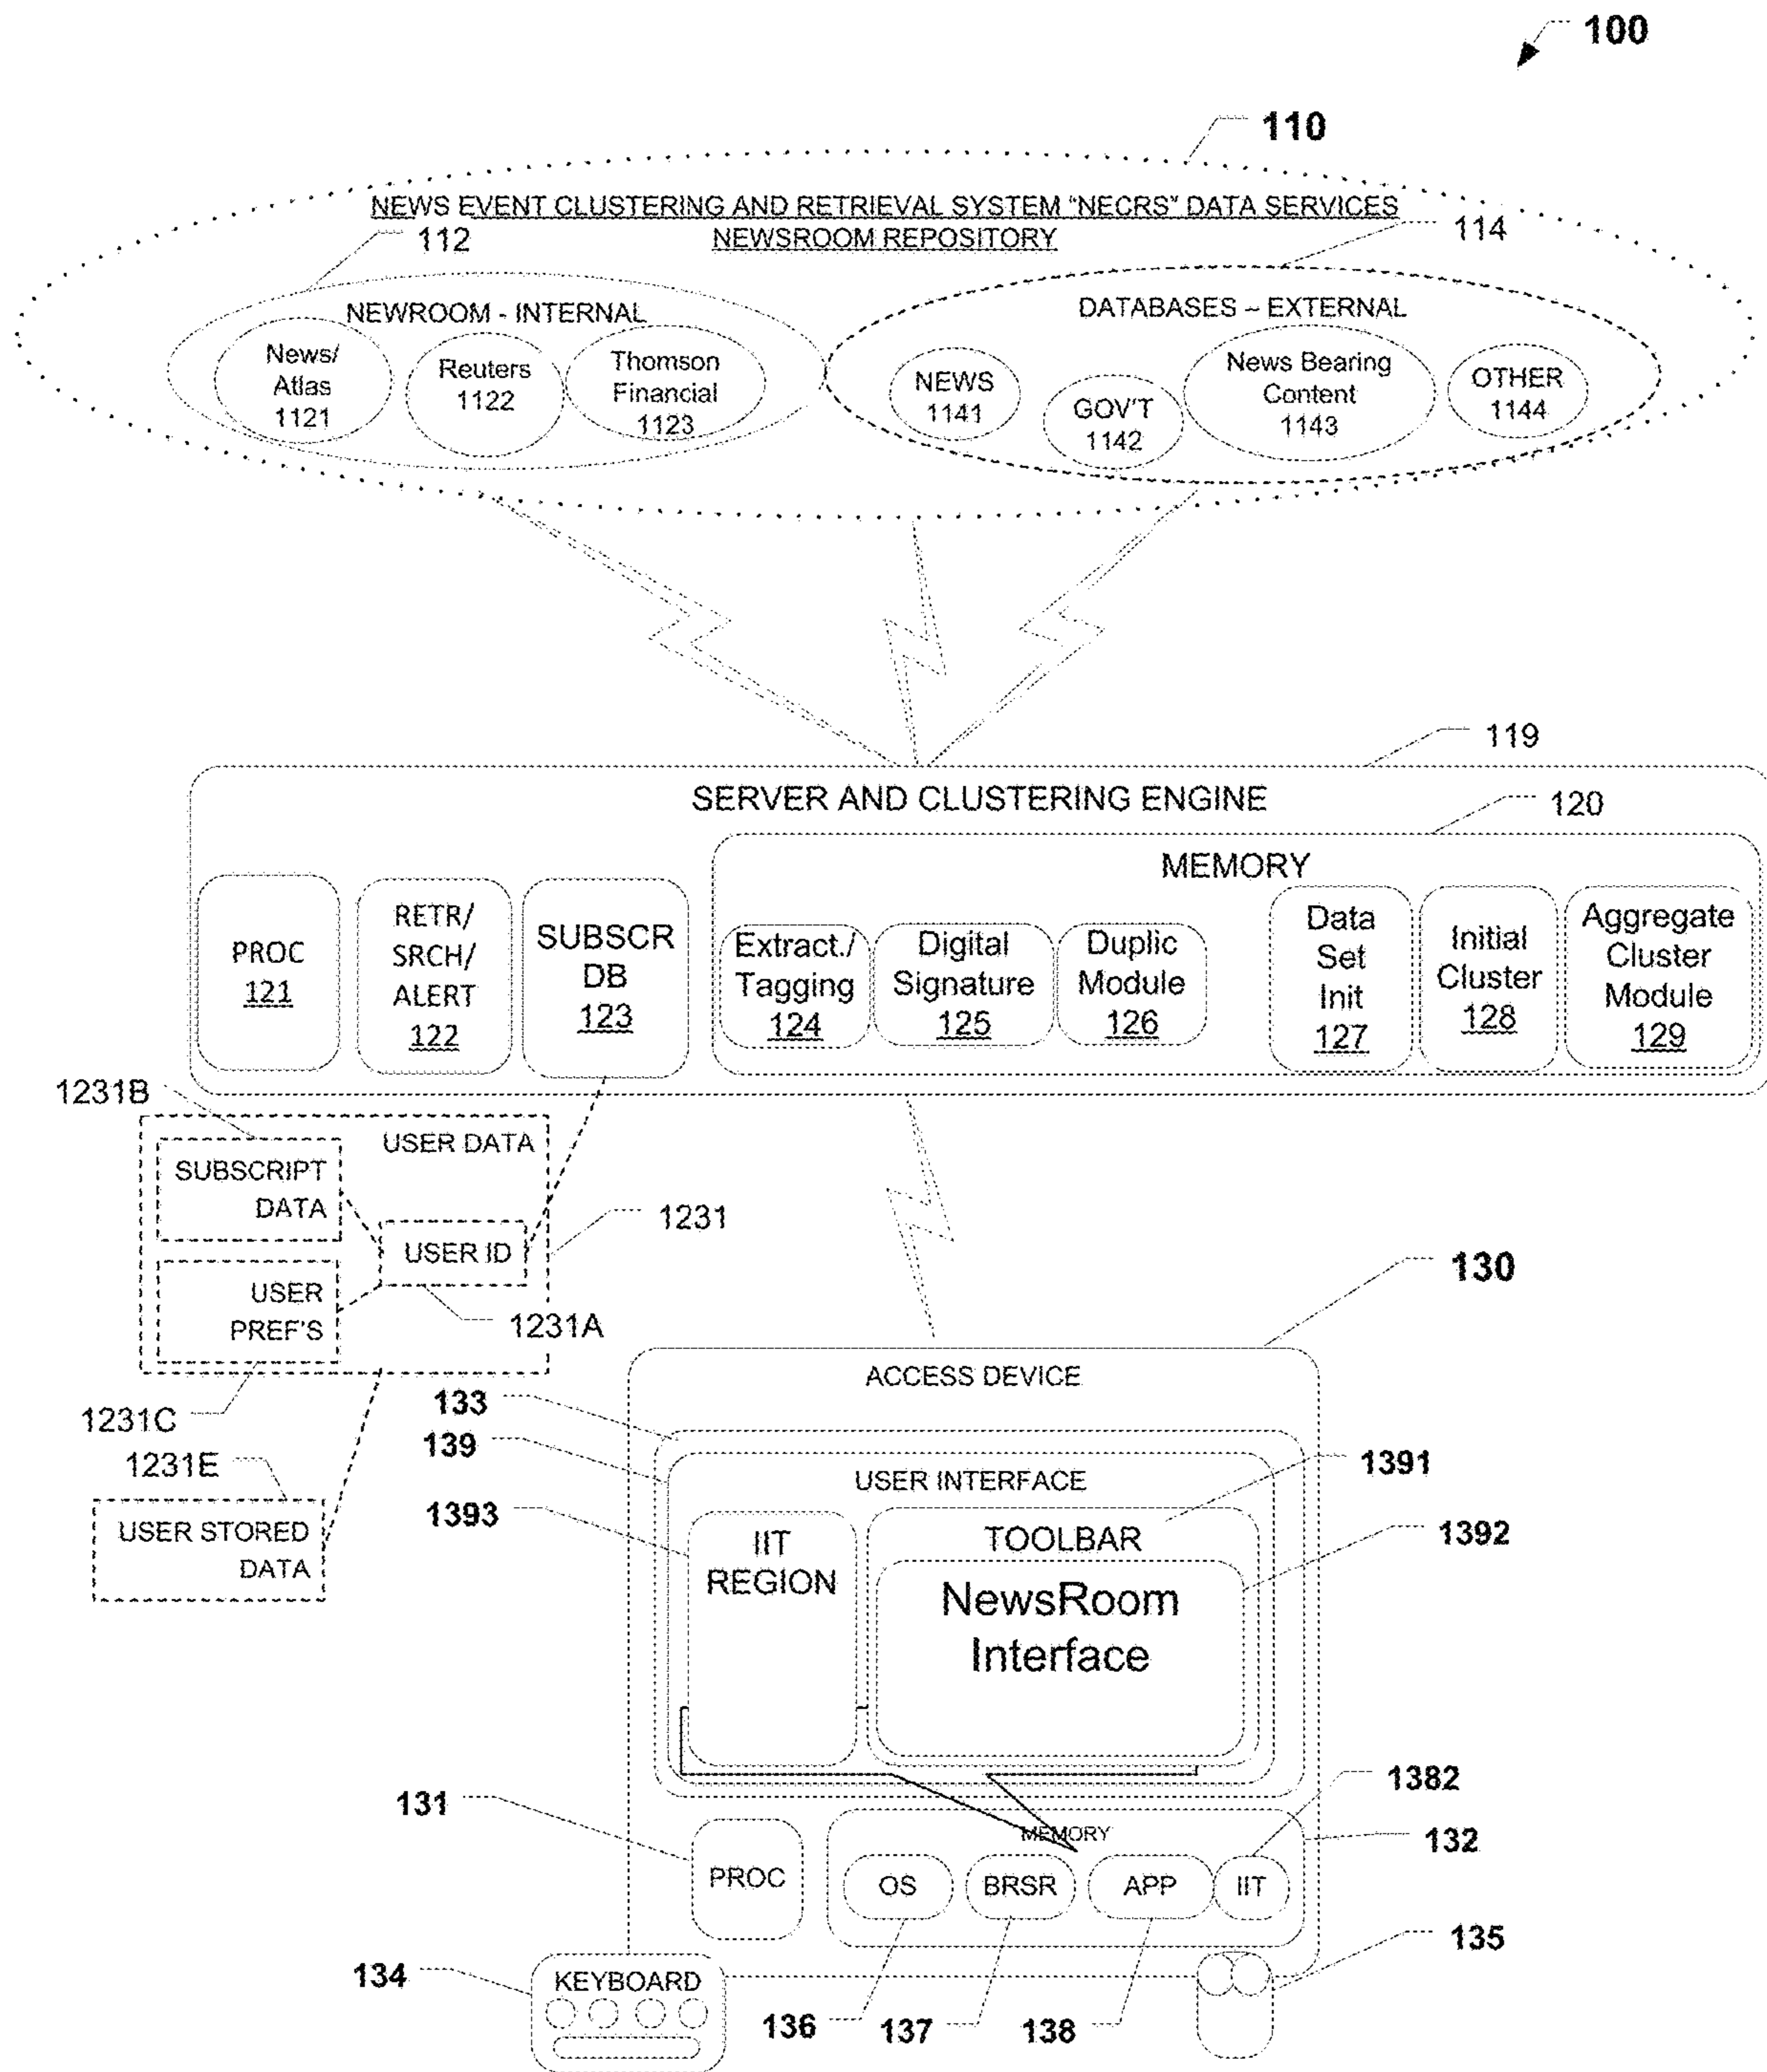 100
110
NEWS EVENT CLUSTERING AND RETRIEVAL SYSTEM "NECRS" DATA SERVICES
NEWSROOM REPOSITORY
112
114
NEWROOM - INTERNAL
News/
Atlas
1121
Reuters
1122
Thomson
Financial
1123
DATABASES – EXTERNAL
NEWS
1141
GOV'T
1142
News Bearing
Content
1143
OTHER
1144
119
SERVER AND CLUSTERING ENGINE
120
MEMORY
PROC
121
RETR/
SRCH/
ALERT
122
SUBSCR
DB
123
Extract./
Tagging
124
Digital
Signature
125
Duplic
Module
126
Data
Set
Init
127
Initial
Cluster
128
Aggregate
Cluster
Module
129
1231B
USER DATA
SUBSCRIPT
DATA
1231
USER ID
USER
PREF'S
1231A
1231C
1231E
USER STORED
DATA
130
ACCESS DEVICE
133
139
USER INTERFACE
1391
1393
IIT
REGION
TOOLBAR
1392
NewsRoom
Interface
1382
131
MEMORY
132
PROC
OS
BRSR
APP
IIT
135
134
KEYBOARD
136
137
138